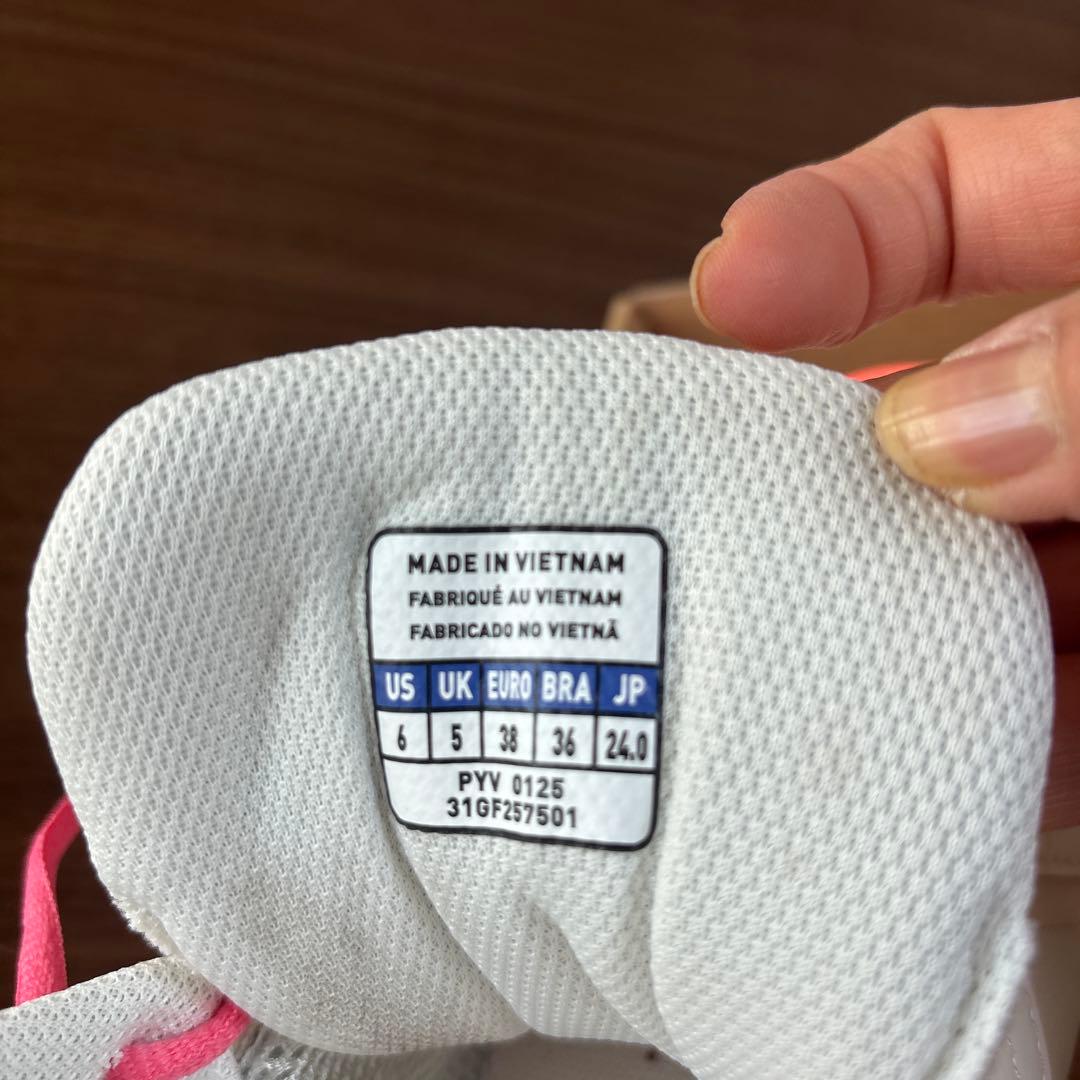 MADE IN VIETNAM
FABRIQUÉ AU VIETNAM
FABRICADO NO VIETNÃ
US UK EURO BRA JP
6 5 38 36 24.0
PYV 0125
31GF257501